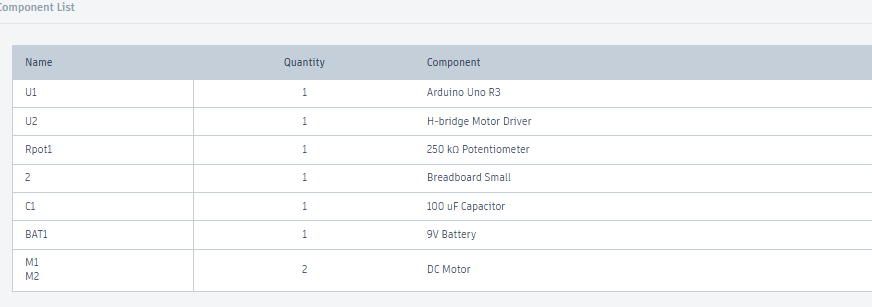 Component List
Name Quantity Component
U1 1 Arduino Uno R3
U2 1 H-bridge Motor Driver
Rpot1 1 250 kΩ Potentiometer
2 1 Breadboard Small
C1 1 100 uF Capacitor
BAT1 1 9V Battery
M1
M2 2 DC Motor